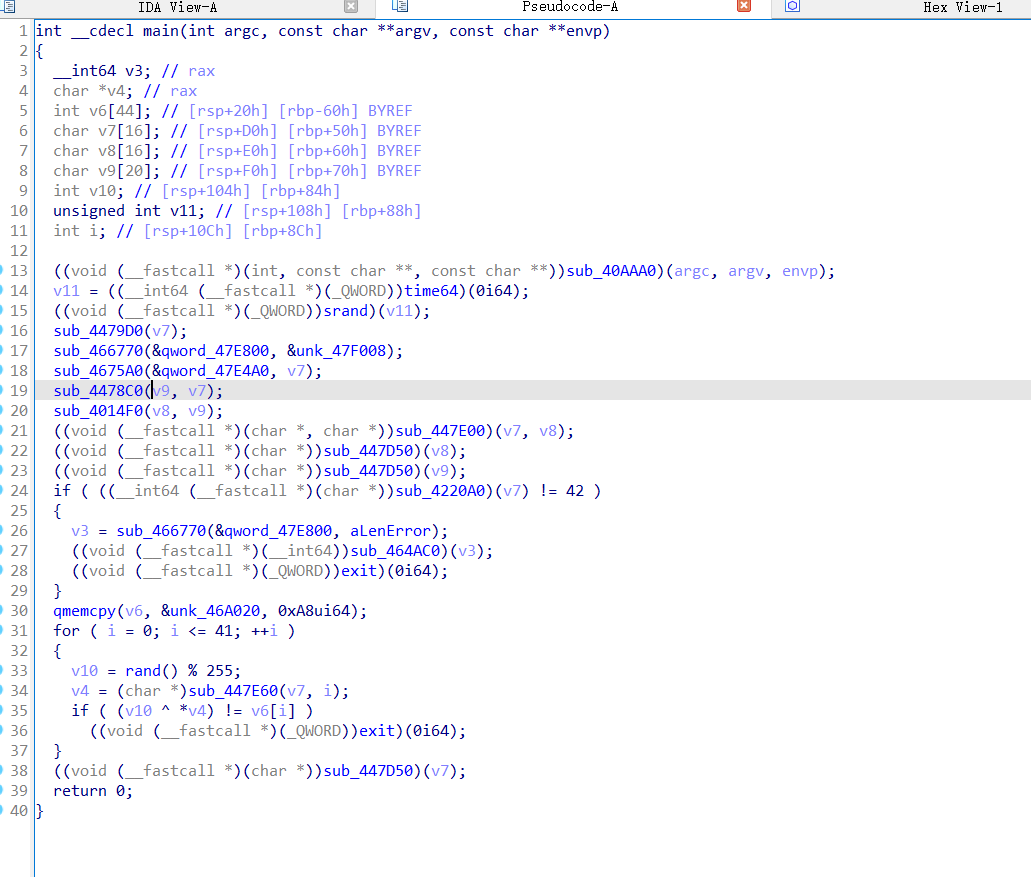 IDA View-A Pseudocode-A Hex View-1
1 int __cdecl main(int argc, const char **argv, const char **envp)
2 {
3 __int64 v3; // rax
4 char *v4; // rax
5 int v6[44]; // [rsp+20h] [rbp-60h] BYREF
6 char v7[16]; // [rsp+D0h] [rbp+50h] BYREF
7 char v8[16]; // [rsp+E0h] [rbp+60h] BYREF
8 char v9[20]; // [rsp+F0h] [rbp+70h] BYREF
9 int v10; // [rsp+104h] [rbp+84h]
10 unsigned int v11; // [rsp+108h] [rbp+88h]
11 int i; // [rsp+10Ch] [rbp+8Ch]
12
13 ((void (__fastcall *)(int, const char **, const char **))sub_40AAA0)(argc, argv, envp);
14 v11 = ((__int64 (__fastcall *)(_QWORD))time64)(0i64);
15 ((void (__fastcall *)(_QWORD))srand)(v11);
16 sub_4479D0(v7);
17 sub_466770(&qword_47E800, &unk_47F008);
18 sub_4675A0(&qword_47E4A0, v7);
19 sub_4478C0(v9, v7);
20 sub_4014F0(v8, v9);
21 ((void (__fastcall *)(char *, char *))sub_447E00)(v7, v8);
22 ((void (__fastcall *)(char *))sub_447D50)(v8);
23 ((void (__fastcall *)(char *))sub_447D50)(v9);
24 if ( ((__int64 (__fastcall *)(char *))sub_4220A0)(v7) != 42 )
25 {
26 v3 = sub_466770(&qword_47E800, aLenError);
27 ((void (__fastcall *)(__int64))sub_464AC0)(v3);
28 ((void (__fastcall *)(_QWORD))exit)(0i64);
29 }
30 qmemcpy(v6, &unk_46A020, 0xA8ui64);
31 for ( i = 0; i <= 41; ++i )
32 {
33 v10 = rand() % 255;
34 v4 = (char *)sub_447E60(v7, i);
35 if ( (v10 ^ *v4) != v6[i] )
36 ((void (__fastcall *)(_QWORD))exit)(0i64);
37 }
38 ((void (__fastcall *)(char *))sub_447D50)(v7);
39 return 0;
40 }